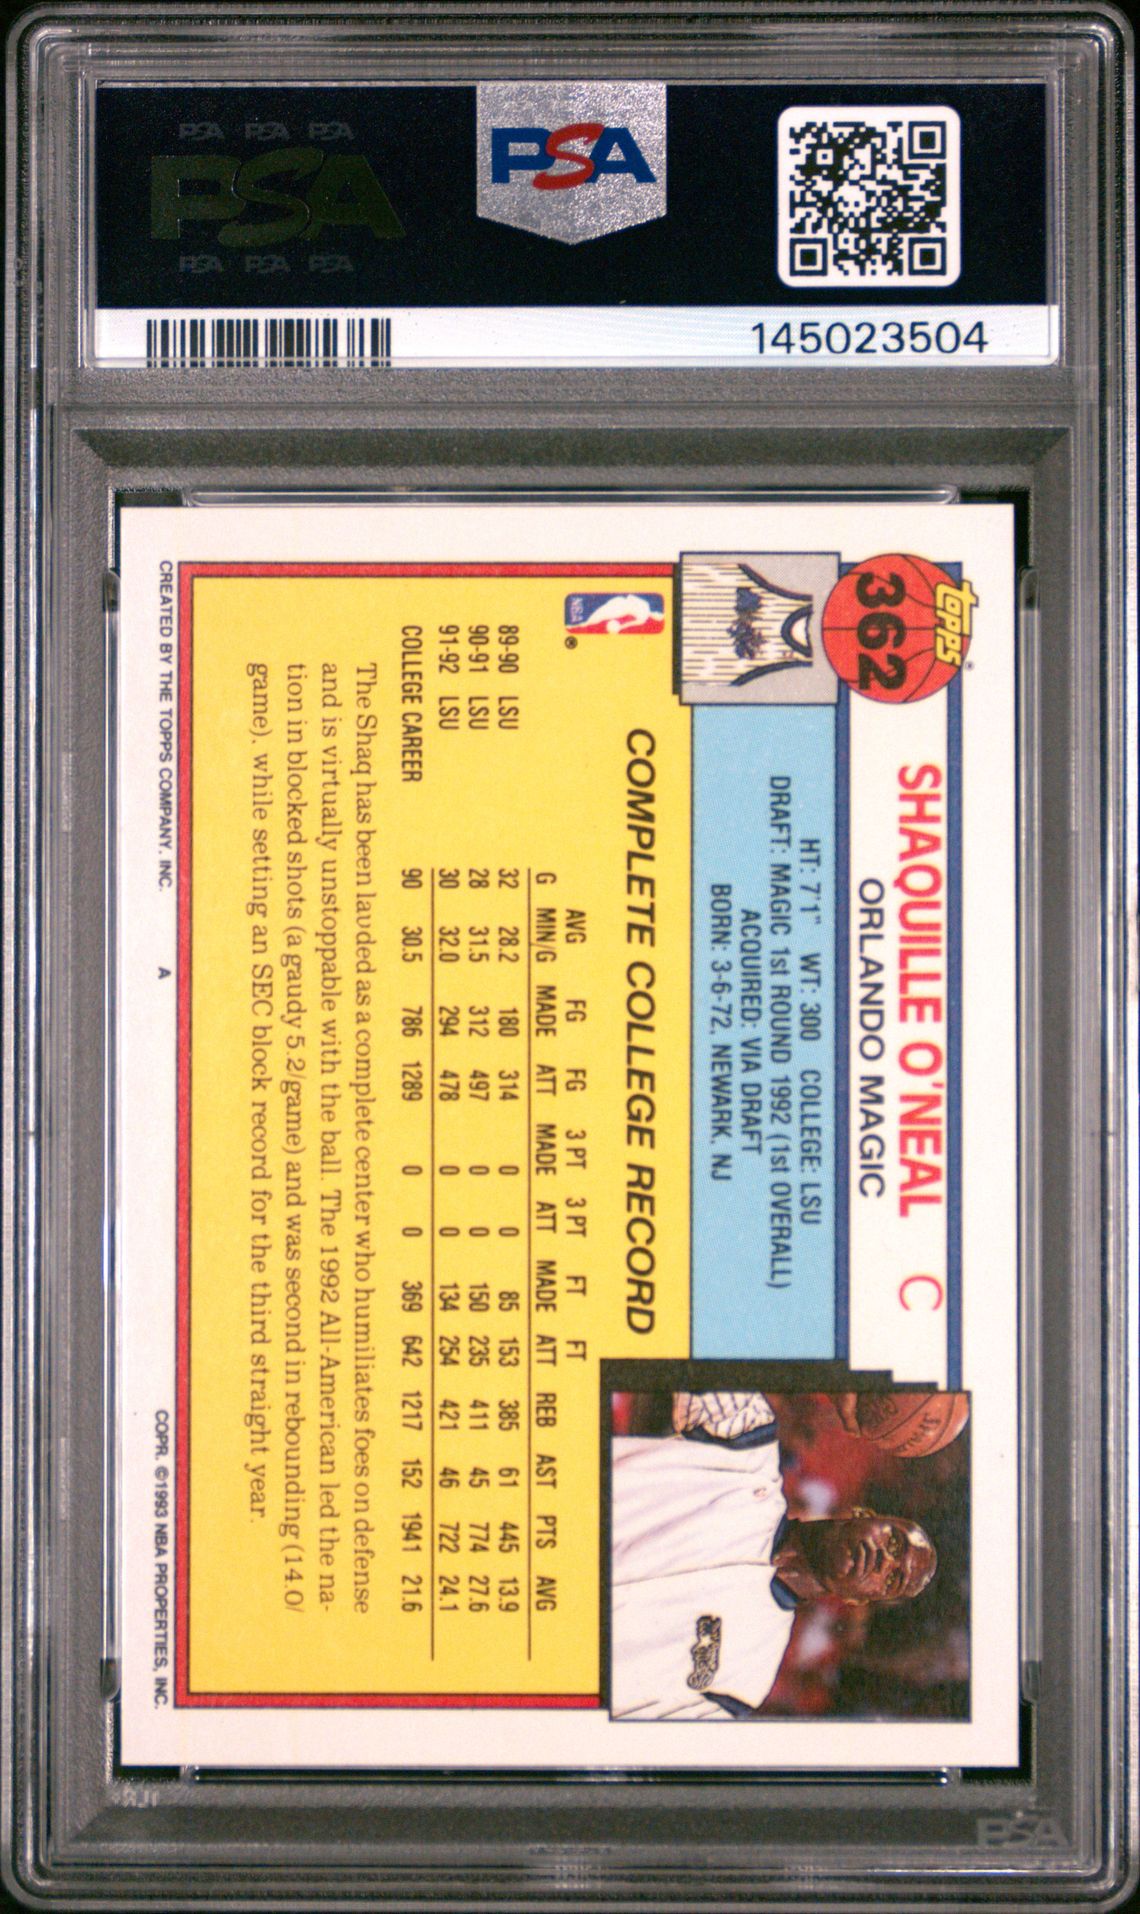 PSA PSA PSA
PSA
PSA PSA PSA
PSA
145023504
topps®
362
SHAQUILLE O'NEAL C
ORLANDO MAGIC
HT: 7'1" WT: 300 COLLEGE: LSU
DRAFT: MAGIC 1st ROUND 1992 (1st OVERALL)
ACQUIRED: VIA DRAFT
BORN: 3-6-72, NEWARK, NJ
COMPLETE COLLEGE RECORD
NBA ®
AVG FG FG 3 PT 3 PT FT FT
G MIN/G MADE ATT MADE ATT MADE ATT REB AST PTS AVG
89-90 LSU 32 28.2 180 314 0 0 85 153 385 61 445 13.9
90-91 LSU 28 31.5 312 497 0 0 150 235 411 45 774 27.6
91-92 LSU 30 32.0 294 478 0 0 134 254 421 46 722 24.1
COLLEGE CAREER 90 30.5 786 1289 0 0 369 642 1217 152 1941 21.6
The Shaq has been lauded as a complete center who humiliates foes on defense
and is virtually unstoppable with the ball. The 1992 All-American led the na-
tion in blocked shots (a gaudy 5.2/game) and was second in rebounding (14.0/
game), while setting an SEC block record for the third straight year.
CREATED BY THE TOPPS COMPANY, INC. A COPR. ©1993 NBA PROPERTIES, INC.
PSA